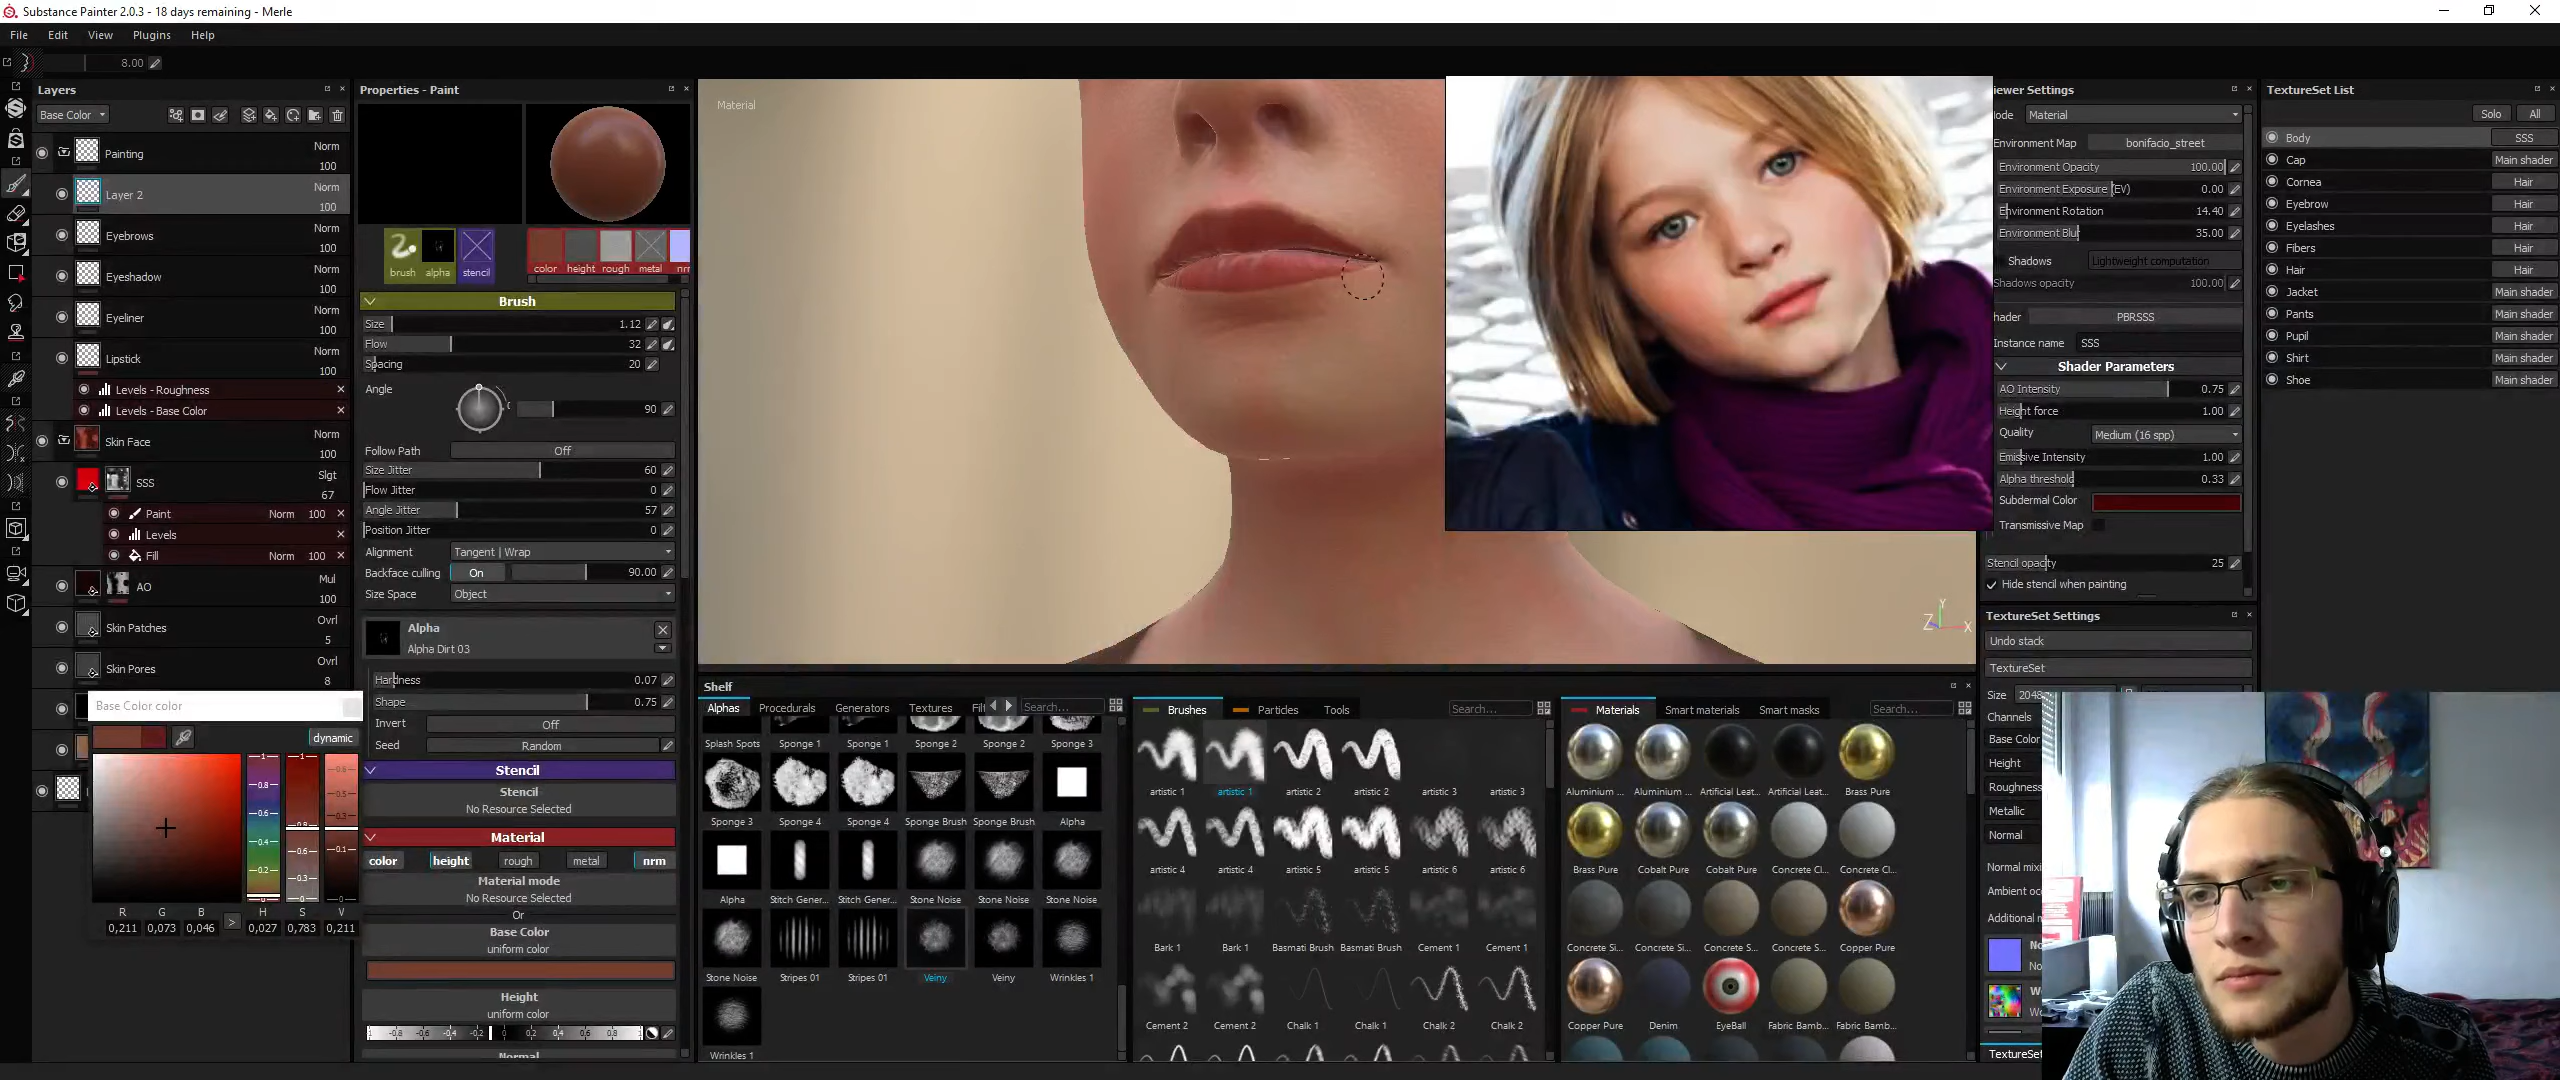 Substance Painter 2.0.3 - 18 days remaining - Merle
File Edit View Plugins Help
8.00
Layers
Base Color
Painting Norm 100
Layer 2 Norm 100
Eyebrows Norm 100
Eyeshadow Norm 100
Eyeliner Norm 100
Lipstick Norm 100
Levels - Roughness
Levels - Base Color
Skin Face Norm 100
SSS Slgt 67
Paint Norm 100
Levels
Fill Norm 100
AO Mul 100
Skin Patches Ovrl 5
Skin Pores Ovrl 8
Base Color color
dynamic
R G B H S V
0,211 0,073 0,046 > 0,027 0,783 0,211
Properties - Paint
brush alpha stencil color height rough metal
Brush
Size 1.12
Flow 32
Spacing 20
Angle 90
Follow Path Off
Size Jitter 60
Flow Jitter 0
Angle Jitter 57
Position Jitter 0
Alignment Tangent | Wrap
Backface culling On 90.00
Size Space Object
Alpha
Alpha Dirt 03
Hardness 0.07
Shape 0.75
Invert Off
Seed Random
Stencil
Stencil
No Resource Selected
Material
color height rough metal nrm
Material mode
No Resource Selected
Or
Base Color
uniform color
Height
uniform color
Normal
Material
Y
Z X
Shelf
Alphas Procedurals Generators Textures Search...
Splash Spots Sponge 1 Sponge 1 Sponge 2 Sponge 2 Sponge 3
Sponge 3 Sponge 4 Sponge 4 Sponge Brush Sponge Brush Alpha
Alpha Stitch Gener... Stitch Gener... Stone Noise Stone Noise Stone Noise
Stone Noise Stripes 01 Stripes 01 Veiny Veiny Wrinkles 1
Wrinkles 1
Brushes Particles Tools Search...
artistic 1 artistic 1 artistic 2 artistic 2 artistic 3 artistic 3
artistic 4 artistic 4 artistic 5 artistic 5 artistic 6 artistic 6
Bark 1 Bark 1 Basmati Brush Basmati Brush Cement 1 Cement 1
Cement 2 Cement 2 Chalk 1 Chalk 1 Chalk 2 Chalk 2
Materials Smart materials Smart masks Search...
Aluminium ... Aluminium ... Artificial Leat... Artificial Leat... Brass Pure
Brass Pure Cobalt Pure Cobalt Pure Concrete Cl... Concrete Cl...
Concrete Si... Concrete Si... Concrete S... Concrete S... Copper Pure
Copper Pure Denim EyeBall Fabric Bamb... Fabric Bamb...
iewer Settings
lode Material
Environment Map bonifacio_street
Environment Opacity 100.00
Environment Exposure (EV) 0.00
Environment Rotation 14.40
Environment Blur 35.00
Shadows Lightweight computation
Shadows opacity 100.00
hader PBRSSS
Instance name SSS
Shader Parameters
AO Intensity 0.75
Height force 1.00
Quality Medium (16 spp)
Emissive Intensity 1.00
Alpha threshold 0.33
Subdermal Color
Transmissive Map
Stencil opacity 25
Hide stencil when painting
TextureSet Settings
Undo stack
TextureSet
Size 2048
Channels
Base Color
Height
Roughness
Metallic
Normal
Normal mixi
Ambient occ
Additional m
TextureSet
TextureSet List
Solo All
Body SSS
Cap Main shader
Cornea Hair
Eyebrow Hair
Eyelashes Hair
Fibers Hair
Hair Hair
Jacket Main shader
Pants Main shader
Pupil Main shader
Shirt Main shader
Shoe Main shader